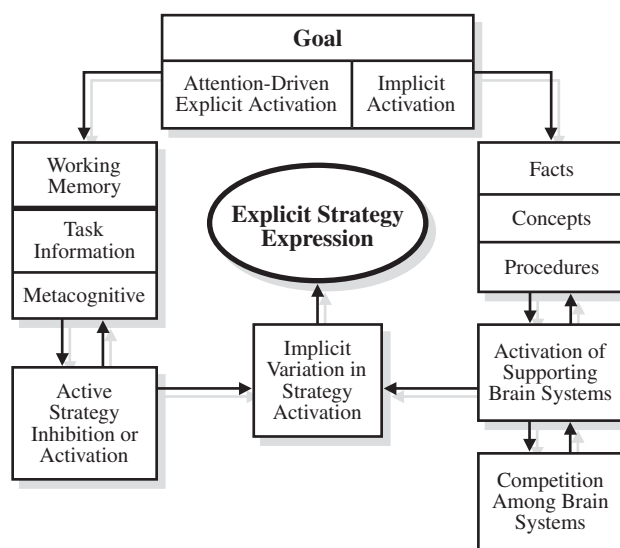 Goal
Attention-Driven
Explicit Activation
Implicit
Activation
Working
Memory
Task
Information
Metacognitive
Explicit Strategy
Expression
Facts
Concepts
Procedures
Active
Strategy
Inhibition or
Activation
Implicit
Variation in
Strategy
Activation
Activation of
Supporting
Brain Systems
Competition
Among Brain
Systems